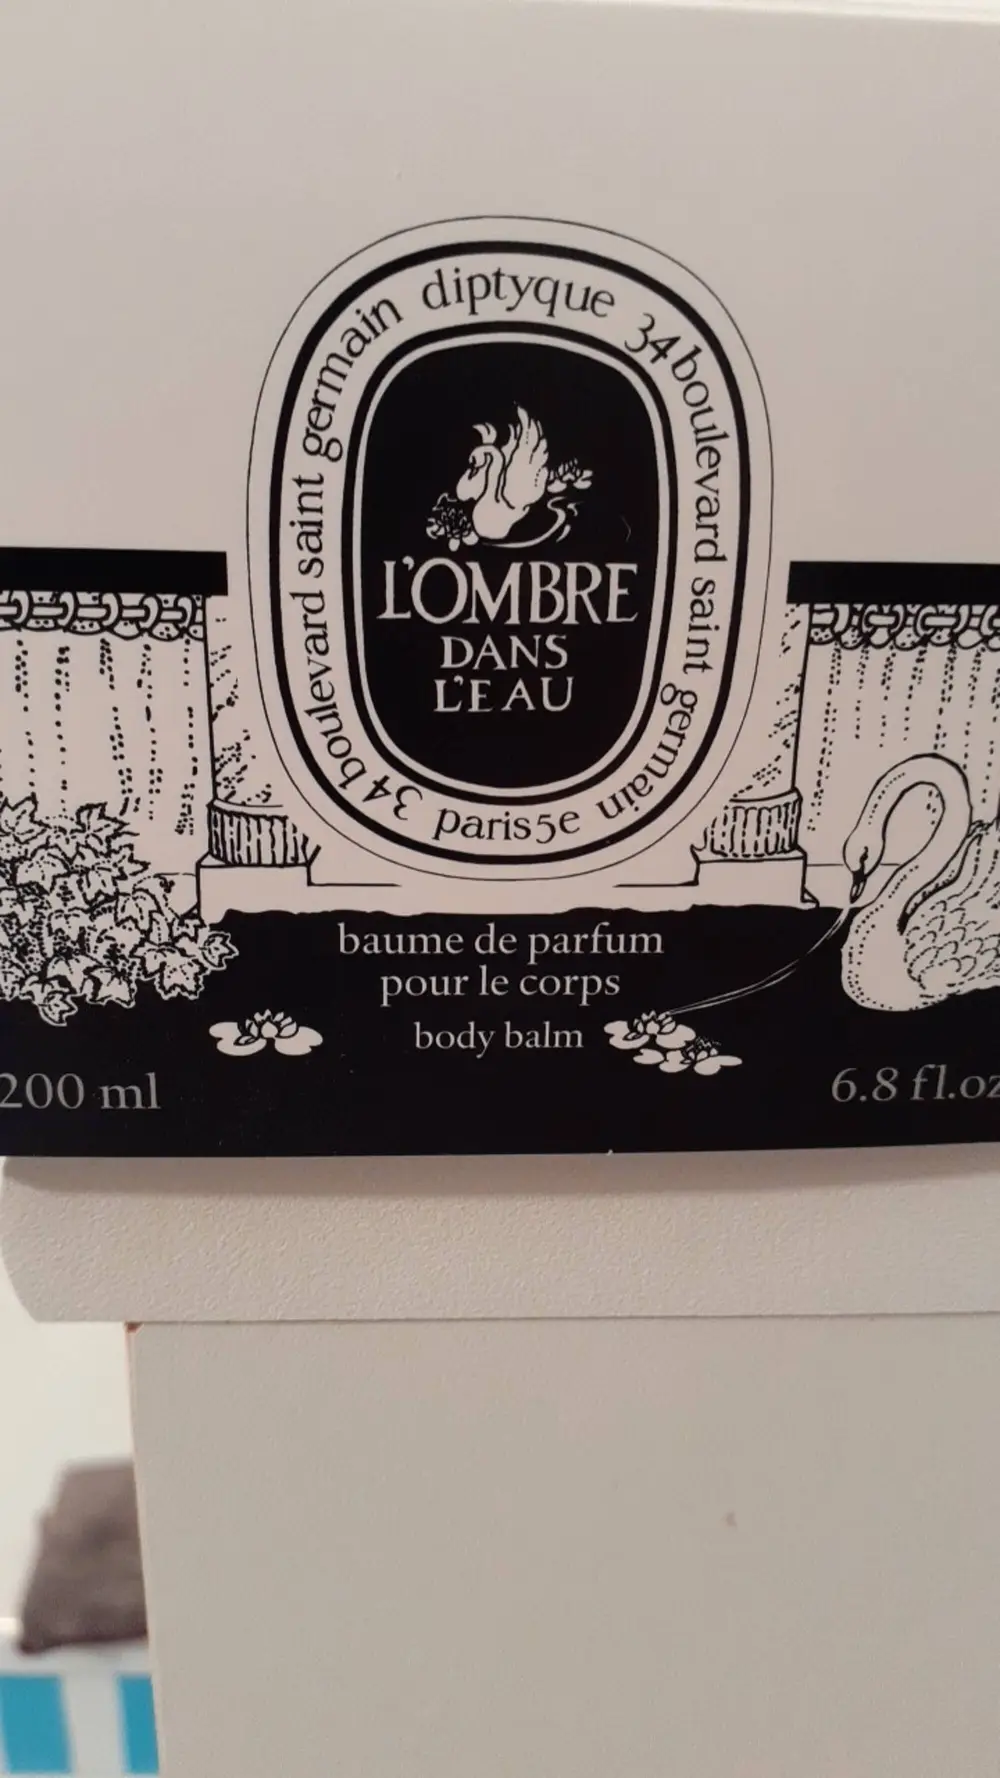 diptyque 34 boulevard saint germain paris 5e 34 boulevard saint germain
L'OMBRE
DANS
L'EAU
baume de parfum
pour le corps
body balm
200 ml
6.8 fl.oz